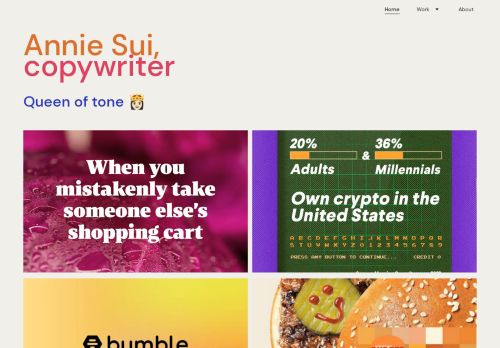 Home Work About
Annie Sui,
copywriter
Queen of tone
When you
mistakenly take
someone else's
shopping cart
20% 36%
&
Adults Millennials
Own crypto in the
United States
A B C D E F G H I J K L M N O P Q R
S T U V W X Y Z 0 1 2 3 4 5 6 7 8 9
PRESS ANY BUTTON TO CONTINUE... CREDIT 0
bumble